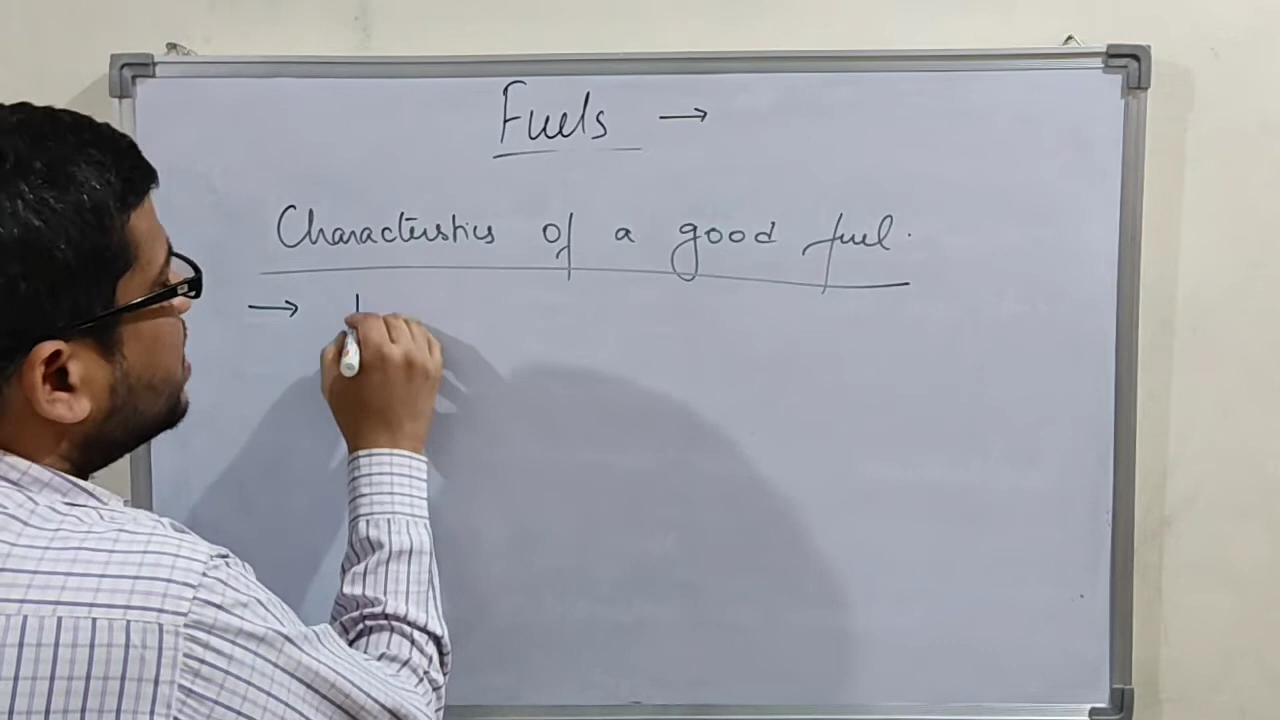 Fuels →
Characteristics of a good fuel.
→